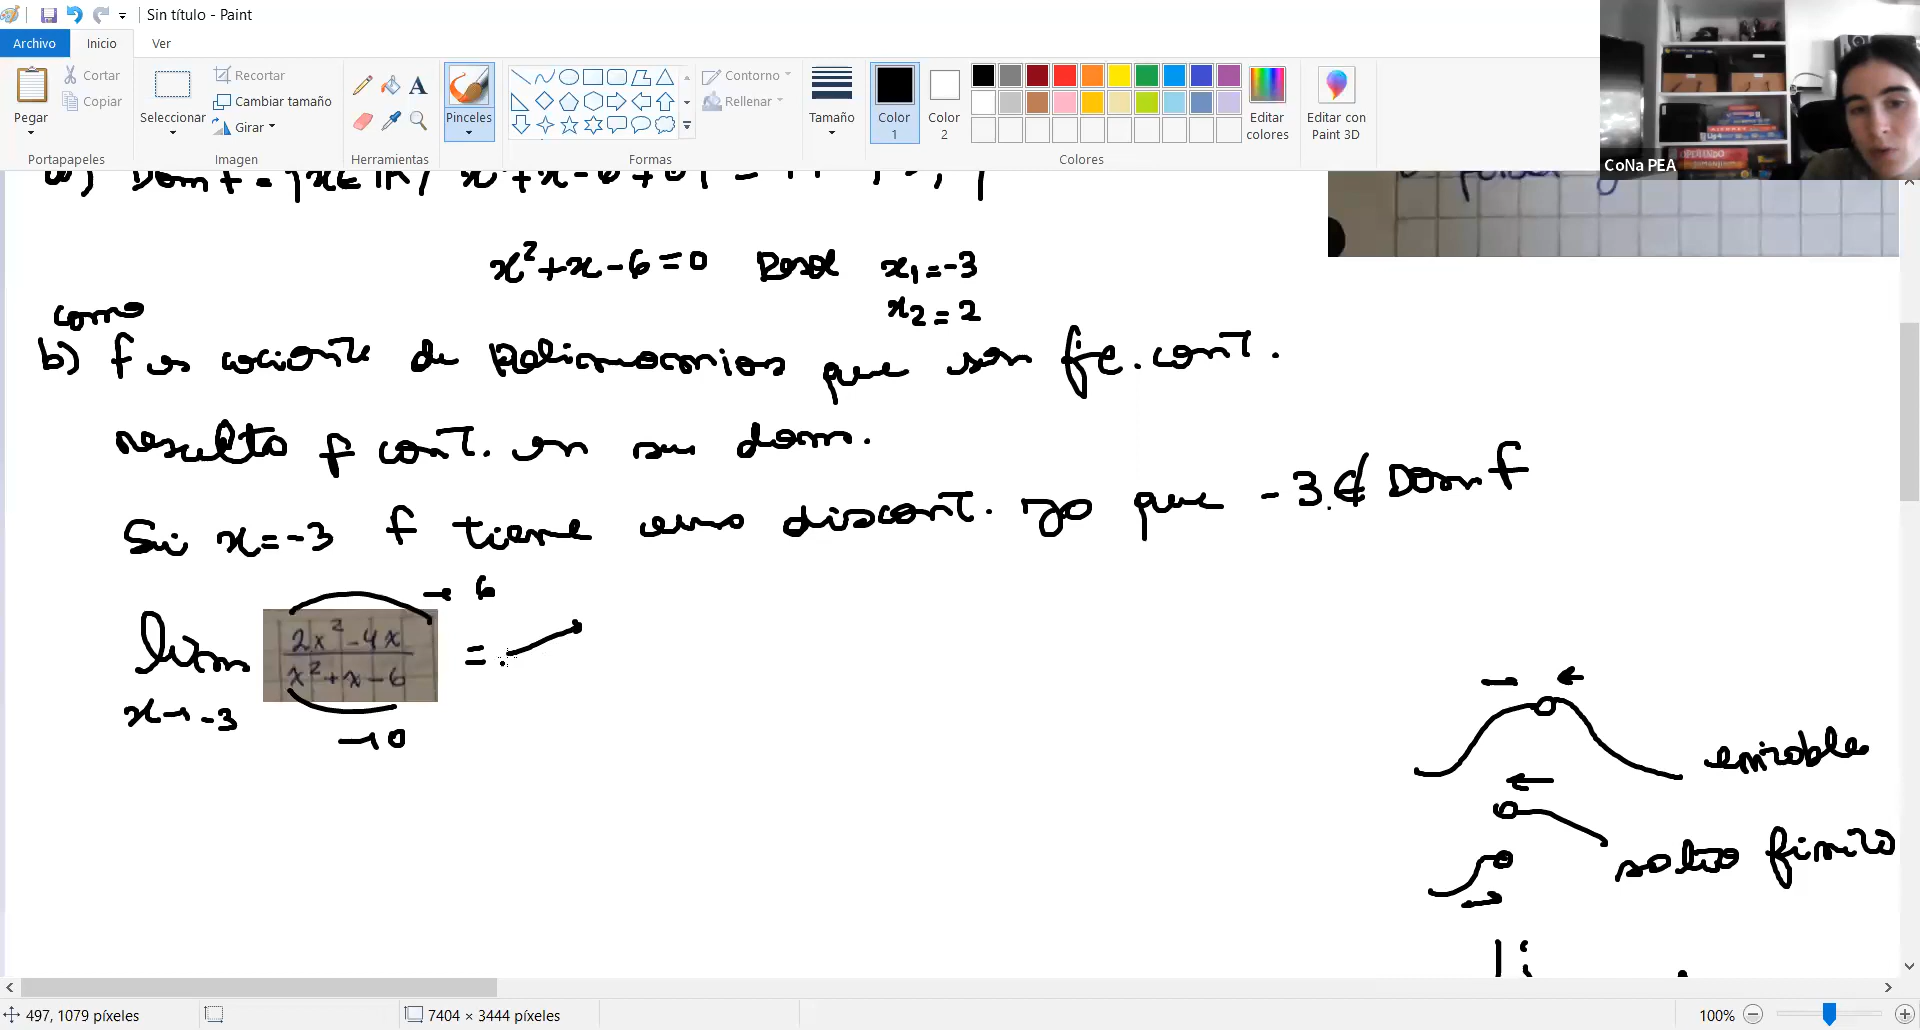 Sin título - Paint
Archivo Inicio Ver
Pegar
Cortar
Copiar
Portapapeles
Seleccionar
Recortar
Cambiar tamaño
Girar
Imagen
A
Herramientas
Pinceles
Contorno
Rellenar
Formas
Tamaño
Color 1
Color 2
Editar colores
Editar con Paint 3D
Colores
CoNa PEA
a) Dom f = {x ∈ IR /
x²+x-6=0
x₁=-3
x₂=2
como
b) f es cociente de polinomios que son f. cont.
resulta f cont. en su dom.
Si x=-3 f tiene una discont. ya que -3 ∉ Dom f
lim x→-3 (2x²-4x)/(x²+x-6) =
→ 6
→ 0
evitable
salto finito
li
497, 1079 píxeles
7404 × 3444 píxeles
100%